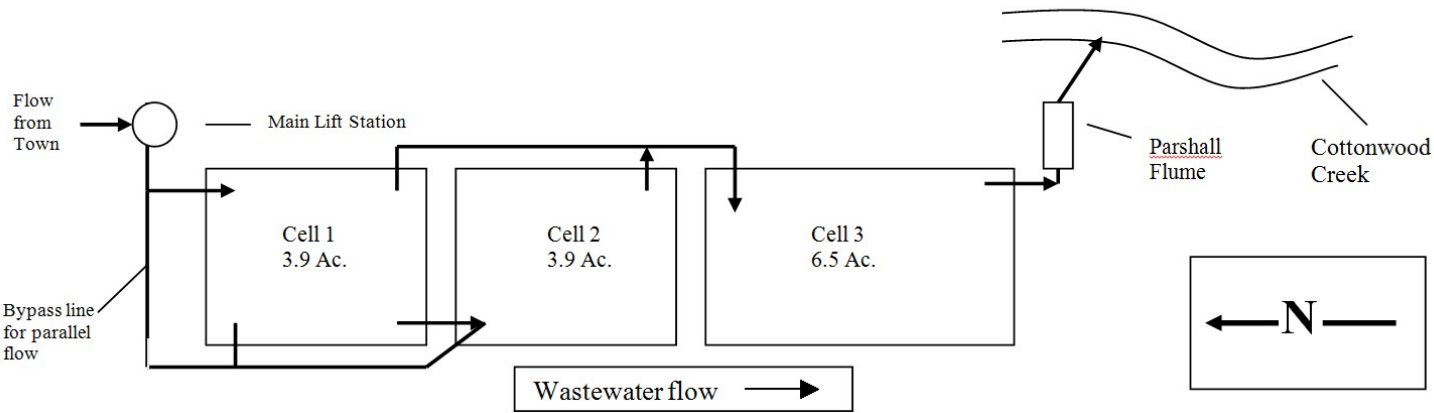 Flow
from
Town
Main Lift Station
Parshall
Flume
Cottonwood
Creek
Cell 1
3.9 Ac.
Cell 2
3.9 Ac.
Cell 3
6.5 Ac.
Bypass line
for parallel
flow
N
Wastewater flow